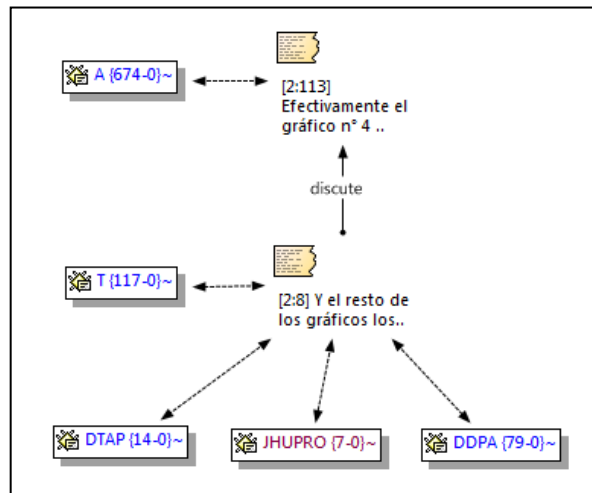 A {674-0}~
[2:113]
Efectivamente el
gráfico n° 4 ..
discute
T {117-0}~
[2:8] Y el resto de
los gráficos los..
DTAP {14-0}~
JHUPRO {7-0}~
DDPA {79-0}~